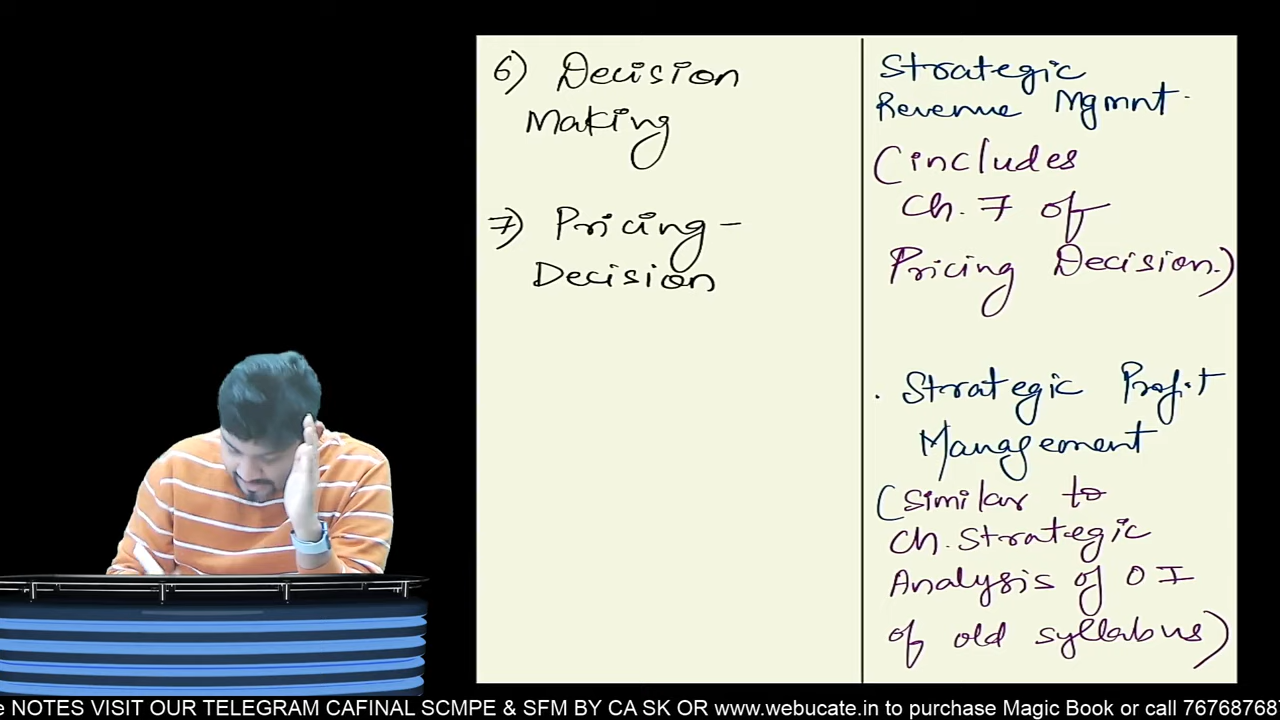 6) Decision
Making
7) Pricing -
Decision
Strategic
Revenue Mgmnt.
(includes
Ch. 7 of
Pricing Decision.)
. Strategic Profit
Management
(similar to
Ch. Strategic
Analysis of O I
of old syllabus)
NOTES VISIT OUR TELEGRAM CAFINAL SCMPE & SFM BY CA SK OR www.webucate.in to purchase Magic Book or call 76768768